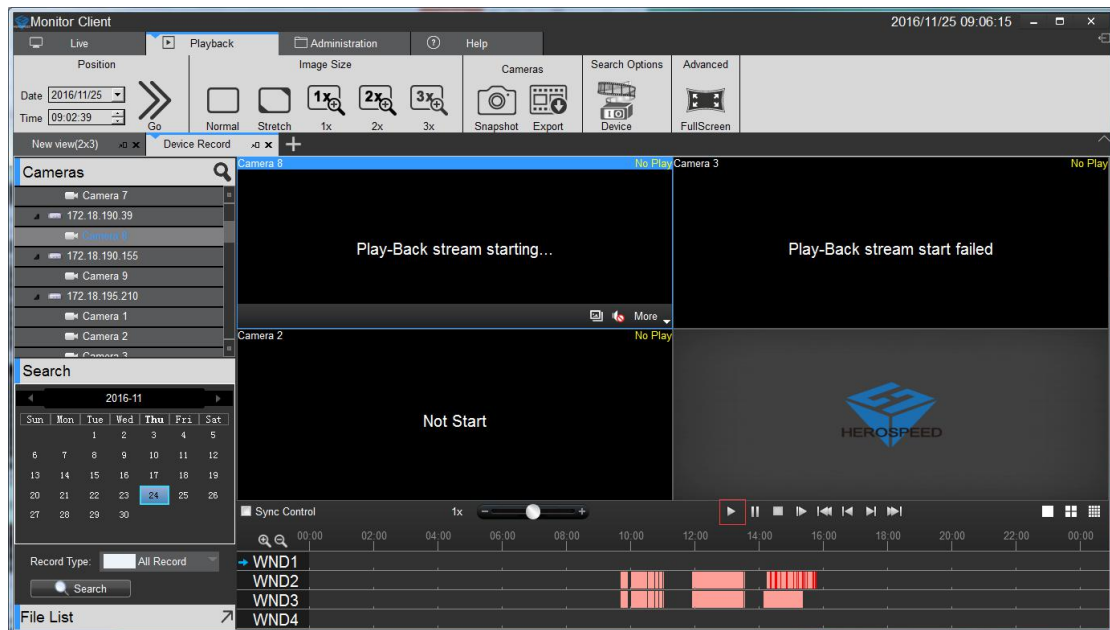 Monitor Client 2016/11/25 09:06:15
Live Playback Administration Help
Position Image Size Cameras Search Options Advanced
Date 2016/11/25
Time 09:02:39
Go Normal Stretch 1x 2x 3x Snapshot Export Device FullScreen
New view(2x3) Device Record
Cameras
Camera 7
172.18.190.39
Camera 8
172.18.190.155
Camera 9
172.18.195.210
Camera 1
Camera 2
Camera 3
Camera 8 No Play
Play-Back stream starting...
More
Camera 3 No Play
Play-Back stream start failed
Camera 2 No Play
Not Start
HEROSPEED
Search
2016-11
Sun Mon Tue Wed Thu Fri Sat
1 2 3 4 5
6 7 8 9 10 11 12
13 14 15 16 17 18 19
20 21 22 23 24 25 26
27 28 29 30
Record Type: All Record
Search
File List
Sync Control 1x
00:00 02:00 04:00 06:00 08:00 10:00 12:00 14:00 16:00 18:00 20:00 22:00 00:00
WND1
WND2
WND3
WND4